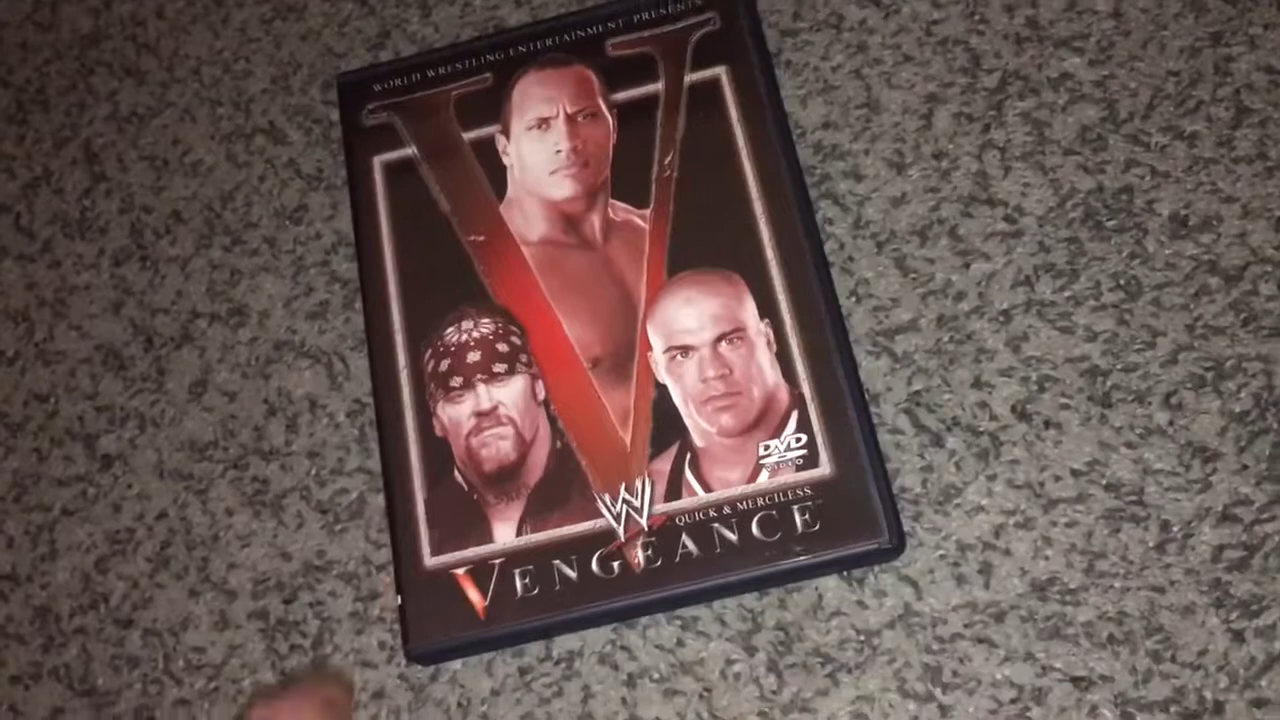 WORLD WRESTLING ENTERTAINMENT PRESENTS
V
DVD
VIDEO
W
QUICK & MERCILESS
VENGEANCE